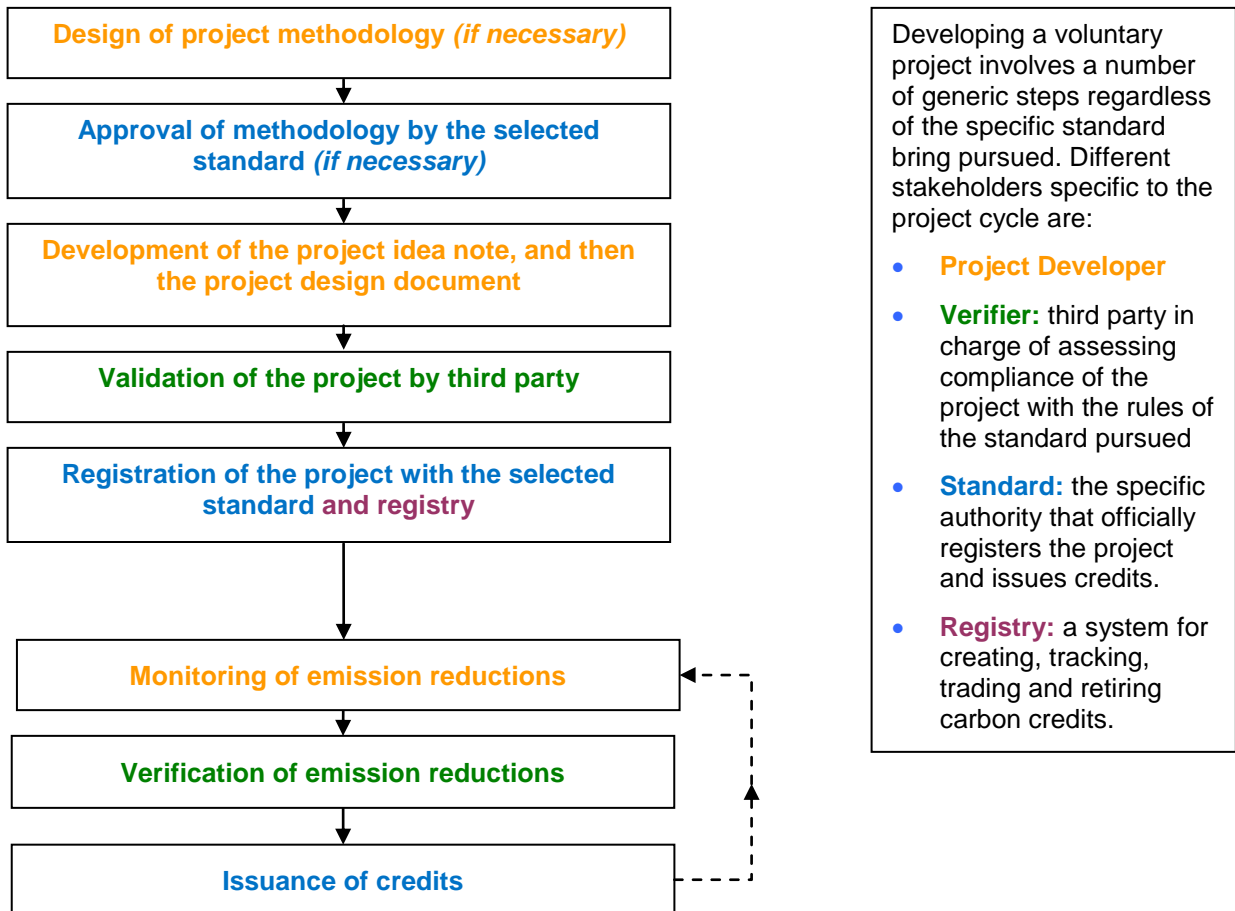 Design of project methodology (if necessary)
Approval of methodology by the selected
standard (if necessary)
Development of the project idea note, and then
the project design document
Validation of the project by third party
Registration of the project with the selected
standard and registry
Monitoring of emission reductions
Verification of emission reductions
Issuance of credits
Developing a voluntary
project involves a number
of generic steps regardless
of the specific standard
bring pursued. Different
stakeholders specific to the
project cycle are:
• Project Developer
• Verifier: third party in
charge of assessing
compliance of the
project with the rules of
the standard pursued
• Standard: the specific
authority that officially
registers the project
and issues credits.
• Registry: a system for
creating, tracking,
trading and retiring
carbon credits.